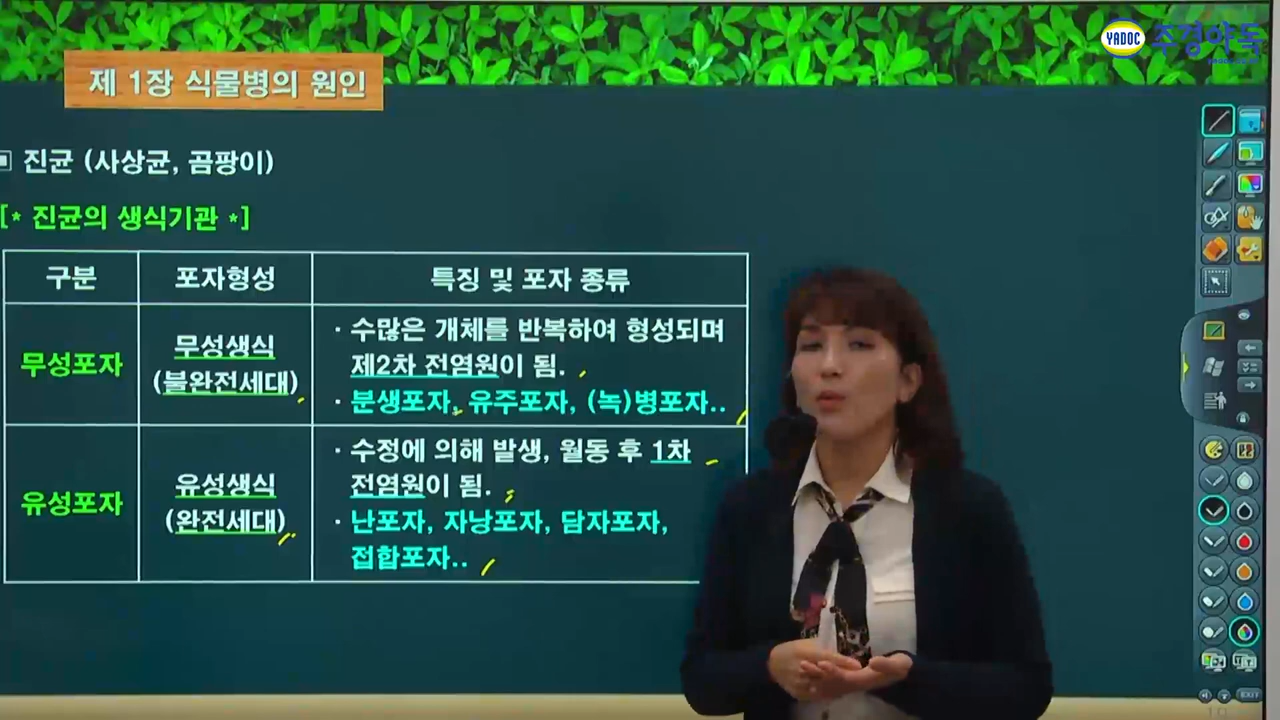 YADOC 주경야독
제 1장 식물병의 원인
▣ 진균 (사상균, 곰팡이)
[* 진균의 생식기관 *]
구분 포자형성 특징 및 포자 종류
무성포자
무성생식
(불완전세대)
· 수많은 개체를 반복하여 형성되며
제2차 전염원이 됨.
· 분생포자, 유주포자, (녹)병포자..
유성포자
유성생식
(완전세대)
· 수정에 의해 발생, 월동 후 1차
전염원이 됨.
· 난포자, 자낭포자, 담자포자,
접합포자..
EXIT